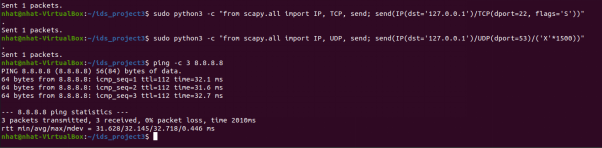 Sent 1 packets.
nhat@nhat-VirtualBox:~/ids_project3$ sudo python3 -c "from scapy.all import IP, TCP, send; send(IP(dst='127.0.0.1')/TCP(dport=22, flags='S'))"
.
Sent 1 packets.
nhat@nhat-VirtualBox:~/ids_project3$ sudo python3 -c "from scapy.all import IP, UDP, send; send(IP(dst='127.0.0.1')/UDP(dport=53)/('X'*1500))"
.
Sent 1 packets.
nhat@nhat-VirtualBox:~/ids_project3$ ping -c 3 8.8.8.8
PING 8.8.8.8 (8.8.8.8) 56(84) bytes of data.
64 bytes from 8.8.8.8: icmp_seq=1 ttl=112 time=32.1 ms
64 bytes from 8.8.8.8: icmp_seq=2 ttl=112 time=31.6 ms
64 bytes from 8.8.8.8: icmp_seq=3 ttl=112 time=32.7 ms

--- 8.8.8.8 ping statistics ---
3 packets transmitted, 3 received, 0% packet loss, time 2010ms
rtt min/avg/max/mdev = 31.628/32.145/32.718/0.446 ms
nhat@nhat-VirtualBox:~/ids_project3$